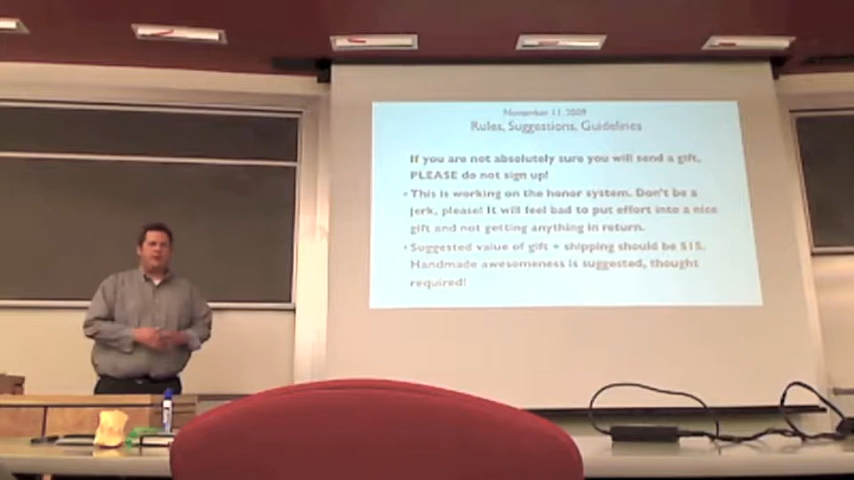 November 11, 2009
Rules, Suggestions, Guidelines
If you are not absolutely sure you will send a gift,
PLEASE do not sign up!
• This is working on the honor system. Don't be a
jerk, please! It will feel bad to put effort into a nice
gift and not getting anything in return.
• Suggested value of gift + shipping should be $15.
Handmade awesomeness is suggested, thought
required!